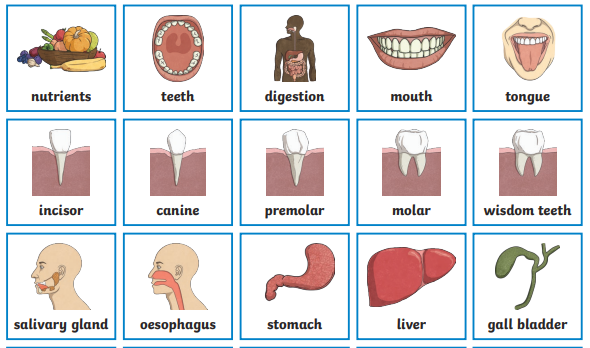 nutrients teeth digestion mouth tongue
incisor canine premolar molar wisdom teeth
salivary gland oesophagus stomach liver gall bladder